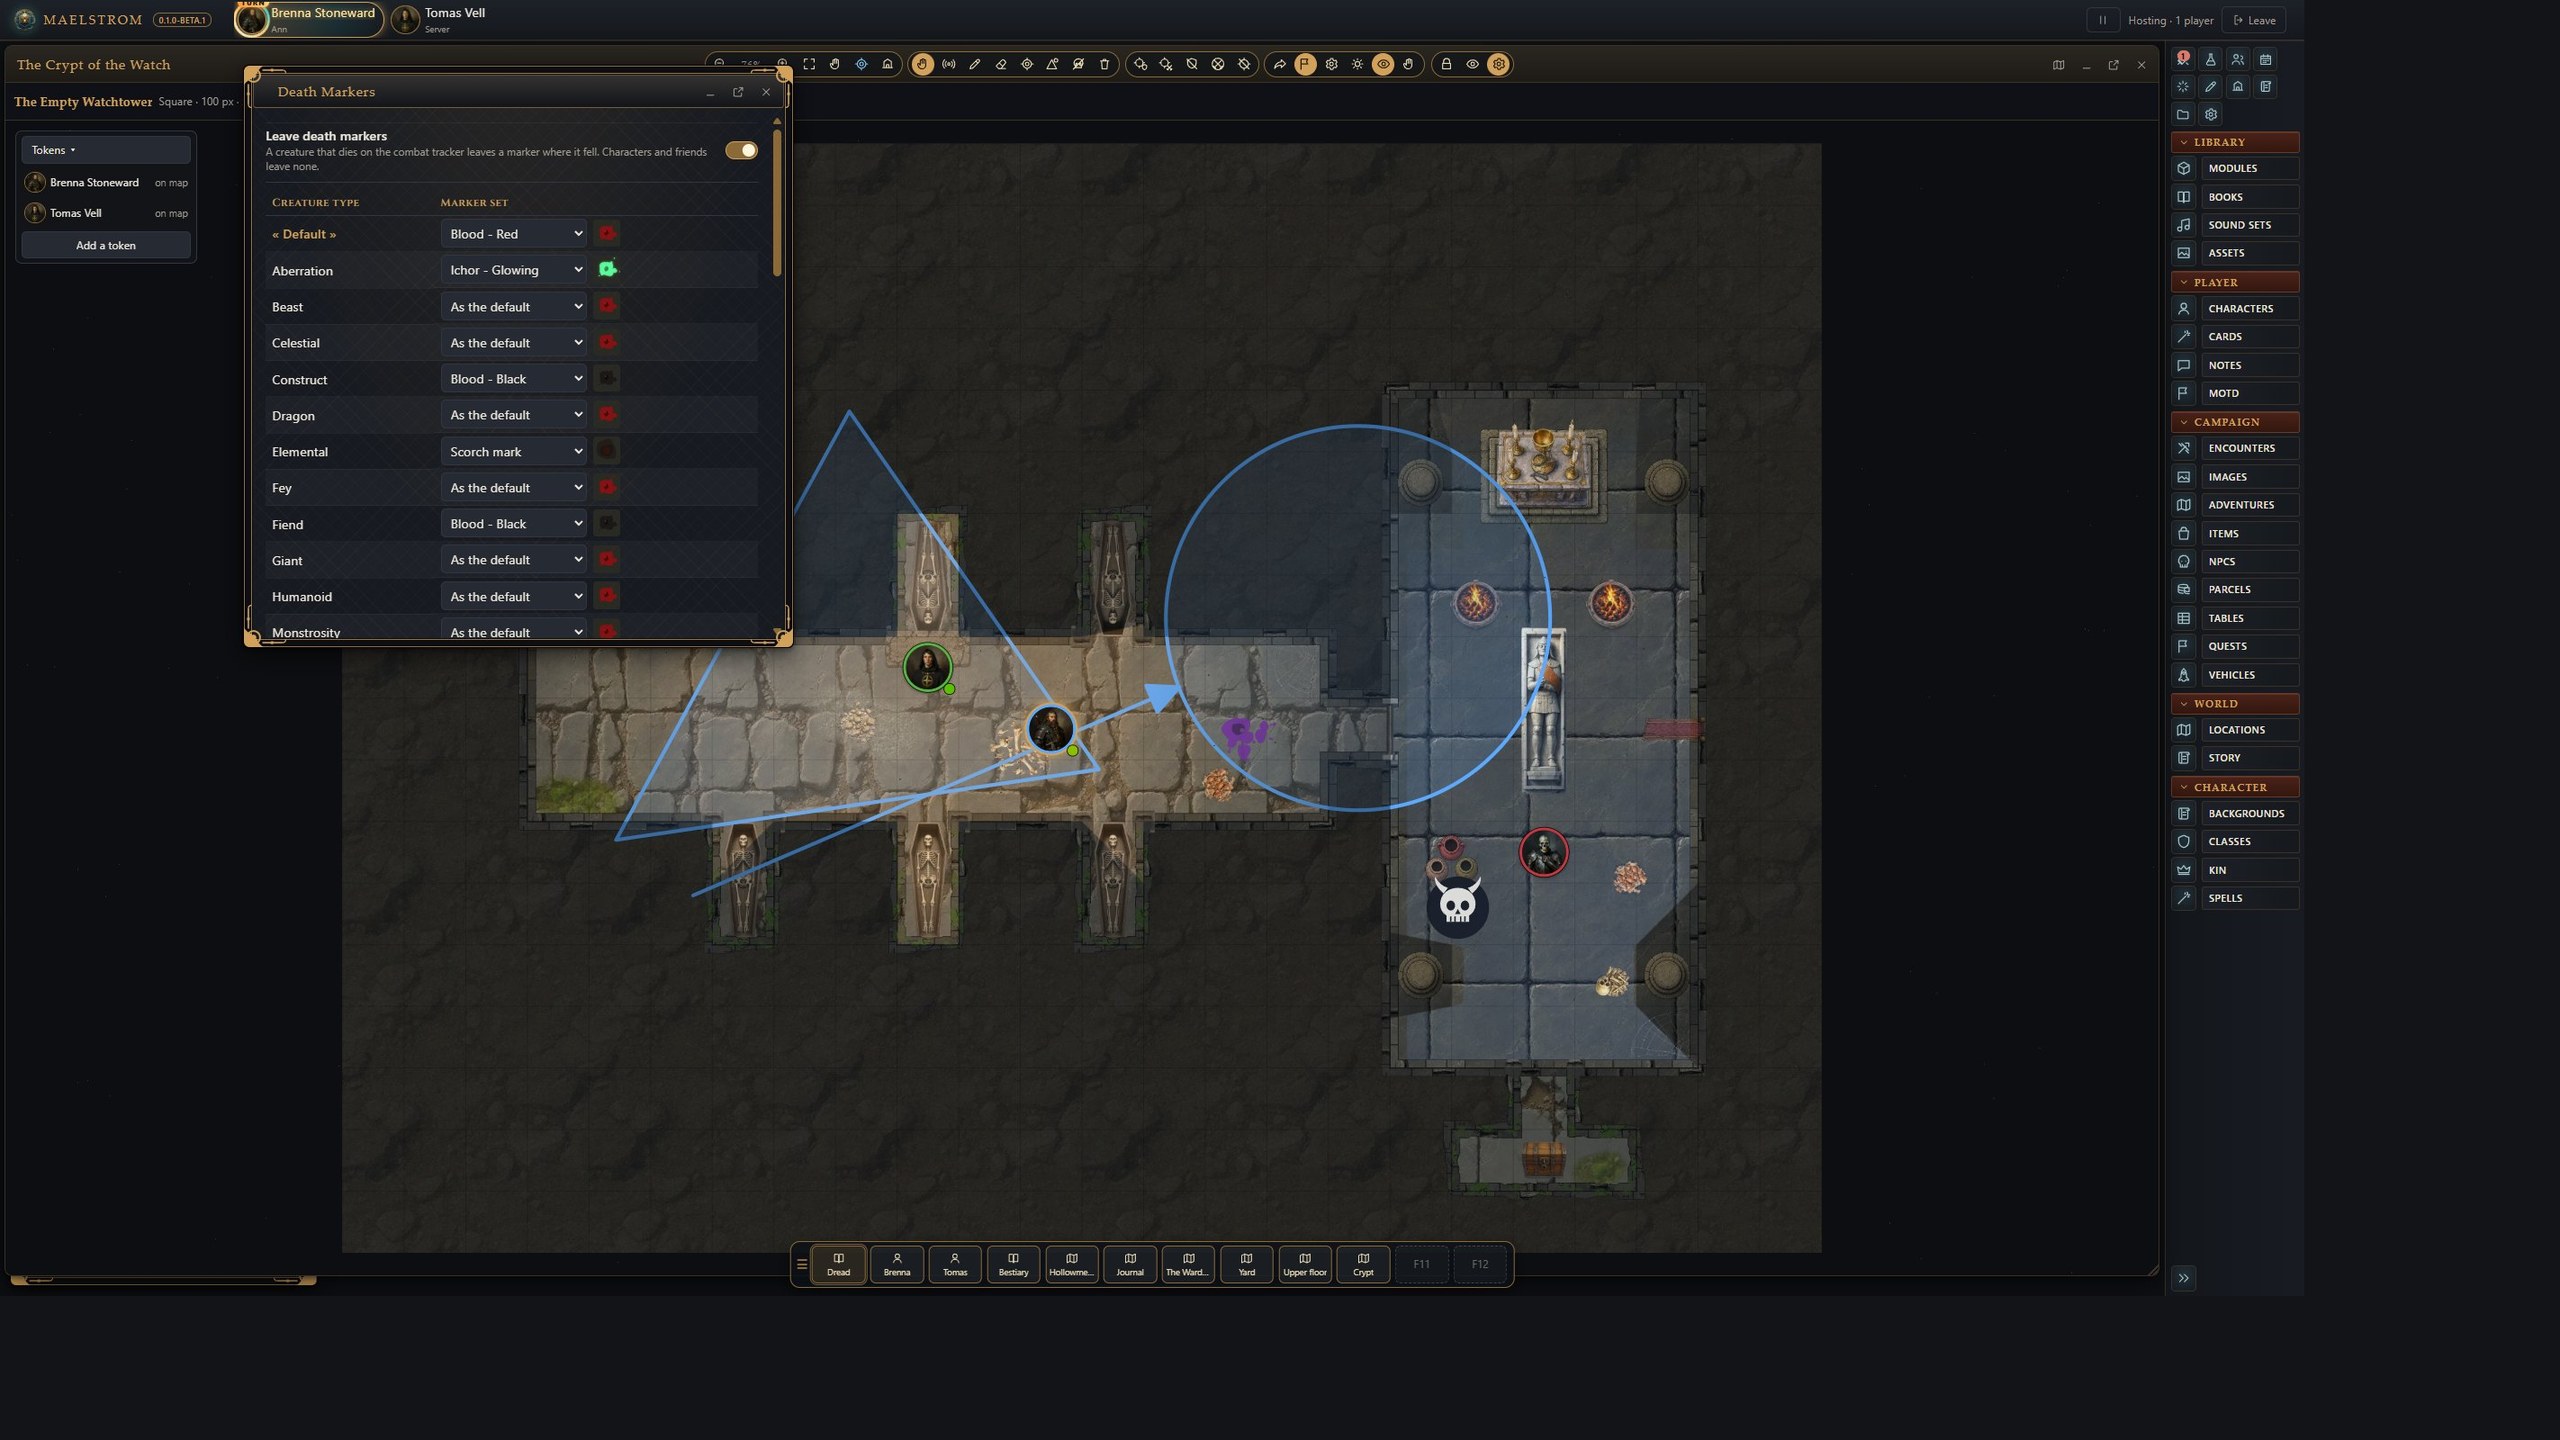 MAELSTROM
0.1.0-BETA.1
TURN
Brenna Stoneward
Ann
Tomas Vell
Server
Hosting · 1 player
Leave
The Crypt of the Watch
The Empty Watchtower
Square · 100 px ·
Tokens
Brenna Stoneward
on map
Tomas Vell
on map
Add a token
Death Markers
Leave death markers
A creature that dies on the combat tracker leaves a marker where it fell. Characters and friends
leave none.
CREATURE TYPE
MARKER SET
« Default »
Blood - Red
Aberration
Ichor - Glowing
Beast
As the default
Celestial
As the default
Construct
Blood - Black
Dragon
As the default
Elemental
Scorch mark
Fey
As the default
Fiend
Blood - Black
Giant
As the default
Humanoid
As the default
Monstrosity
As the default
1
LIBRARY
MODULES
BOOKS
SOUND SETS
ASSETS
PLAYER
CHARACTERS
CARDS
NOTES
MOTD
CAMPAIGN
ENCOUNTERS
IMAGES
ADVENTURES
ITEMS
NPCS
PARCELS
TABLES
QUESTS
VEHICLES
WORLD
LOCATIONS
STORY
CHARACTER
BACKGROUNDS
CLASSES
KIN
SPELLS
Dread
Brenna
Tomas
Bestiary
Hollowme...
Journal
The Ward...
Yard
Upper floor
Crypt
F11
F12